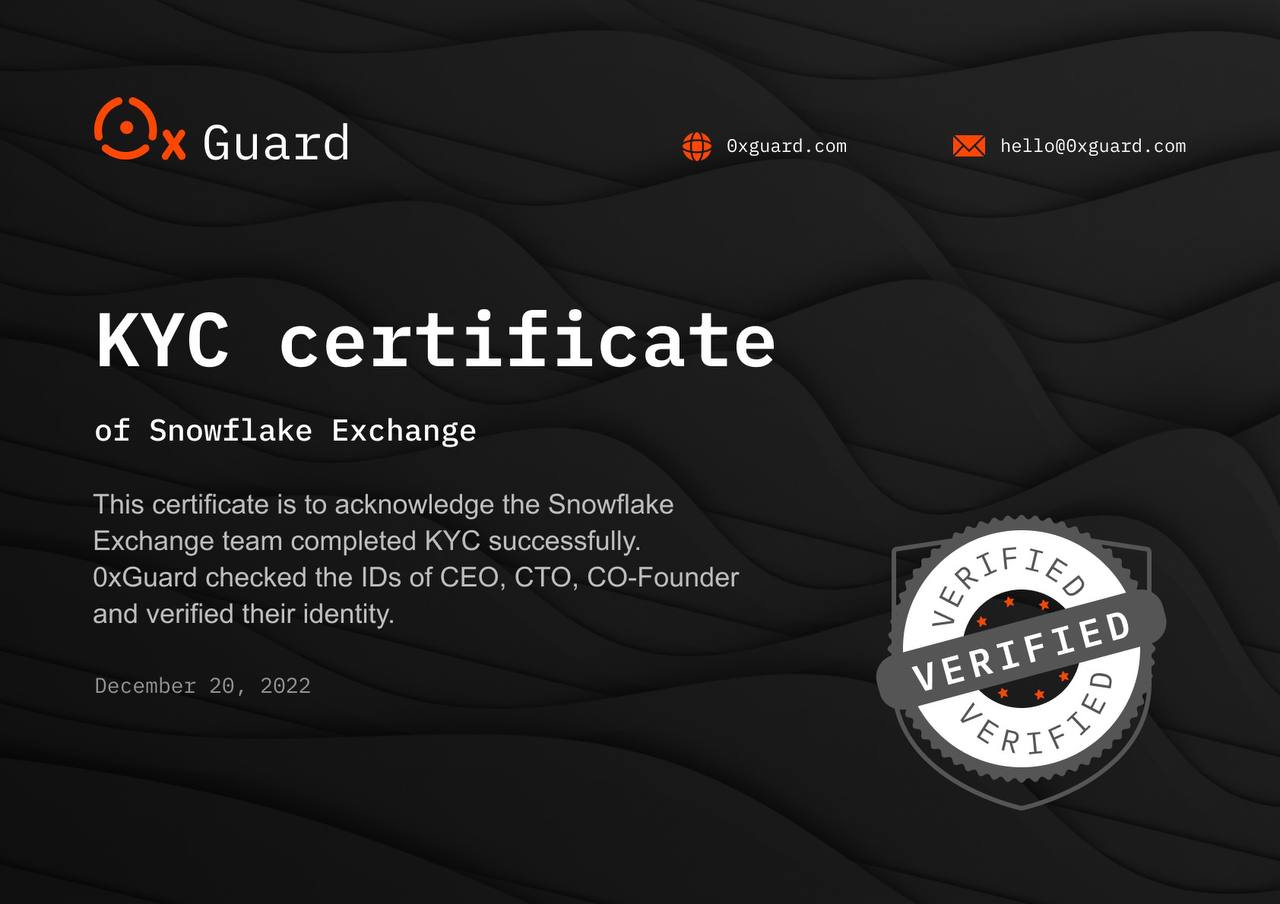 0x Guard
0xguard.com
hello@0xguard.com
KYC certificate
of Snowflake Exchange
This certificate is to acknowledge the Snowflake
Exchange team completed KYC successfully.
0xGuard checked the IDs of CEO, CTO, CO-Founder
and verified their identity.
December 20, 2022
VERIFIED
VERIFIED
VERIFIED